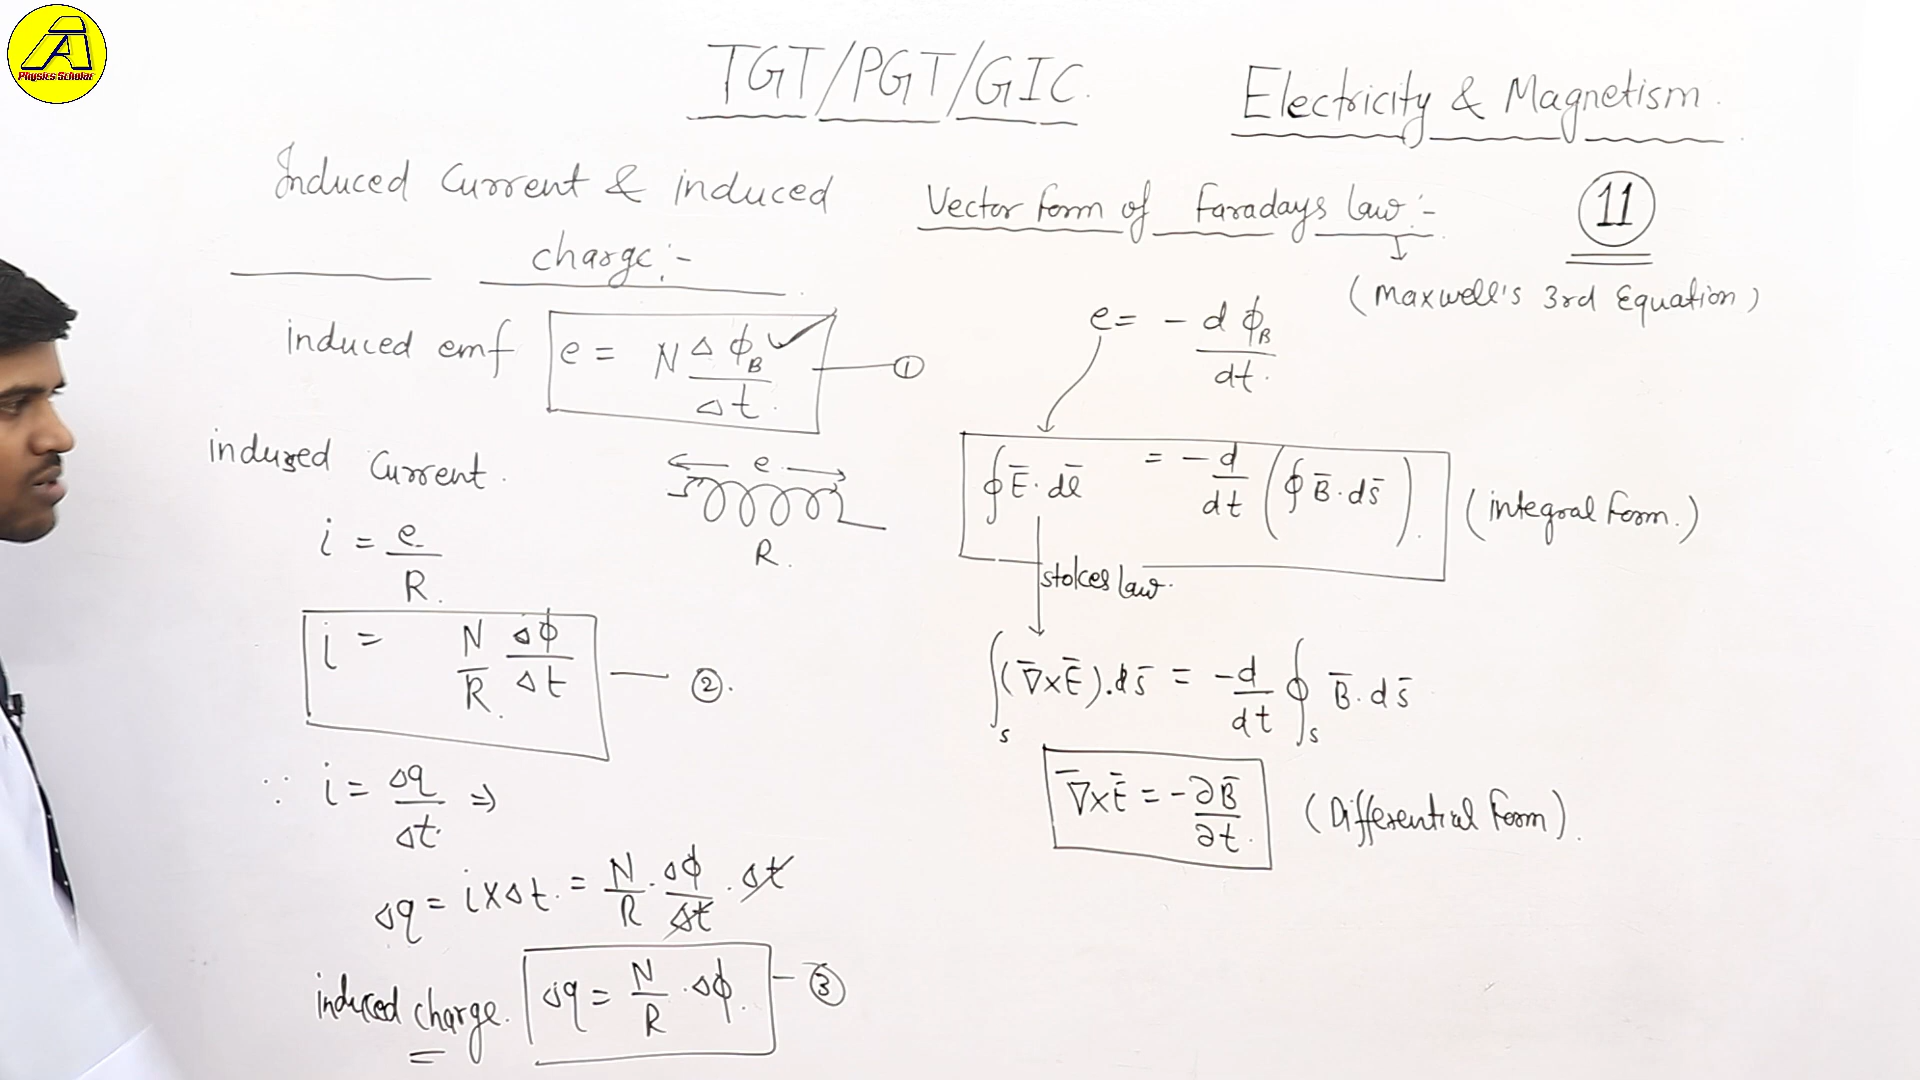 A
Physics Scholar
TGT/PGT/GIC.
Electricity & Magnetism.
Induced Current & induced
charge:-
induced emf e = N Δϕ_B / Δt. ①
induced Current.
e
R.
i = e / R.
i = N/R. Δϕ/Δt ②.
∵ i = Δq/Δt. ⇒
Δq = i×Δt. = N/R · Δϕ/Δt · Δt
induced charge. Δq = N/R · Δϕ. ③
Vector form of Faradays law:-
11
(Maxwell's 3rd Equation)
e = - dϕ_B / dt.
∮Ē·dl̄ = -d/dt (∮B̄·ds̄). (integral form.)
stokes law.
∫_s (∇̄×Ē).ds̄ = -d/dt ∮_s B̄·ds̄
∇̄×Ē = -∂B̄/∂t. (Differential form).